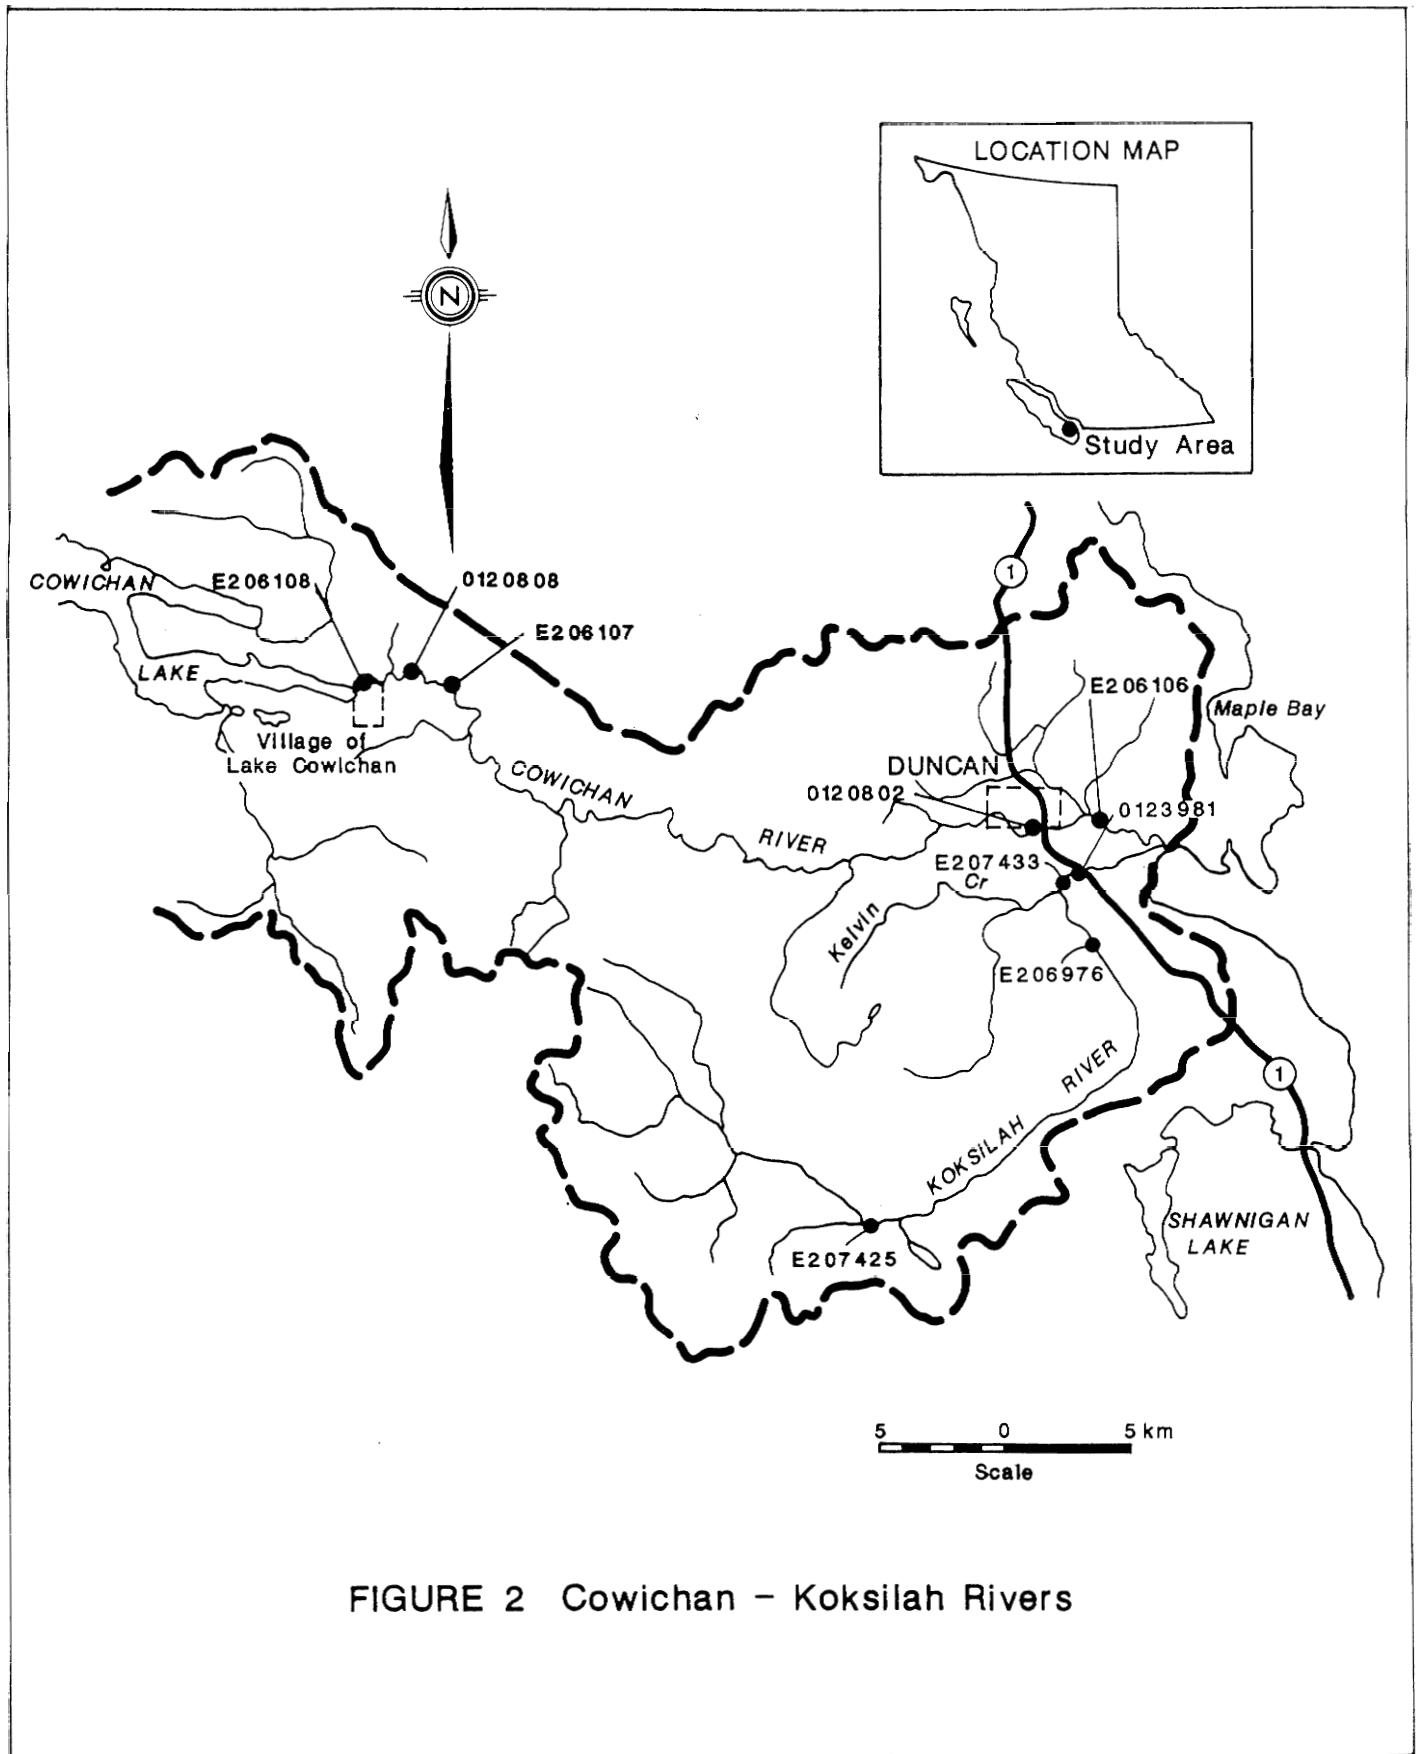 LOCATION MAP
Study Area
N
1
COWICHAN
E206108
0120808
E206107
LAKE
E206106
Maple Bay
Village of
Lake Cowichan
COWICHAN
DUNCAN
0120802
0123981
RIVER
E207433
Cr
Kelvin
E206976
RIVER
1
KOKSILAH
SHAWNIGAN
LAKE
E207425
5 0 5 km
Scale
FIGURE 2 Cowichan - Koksilah Rivers